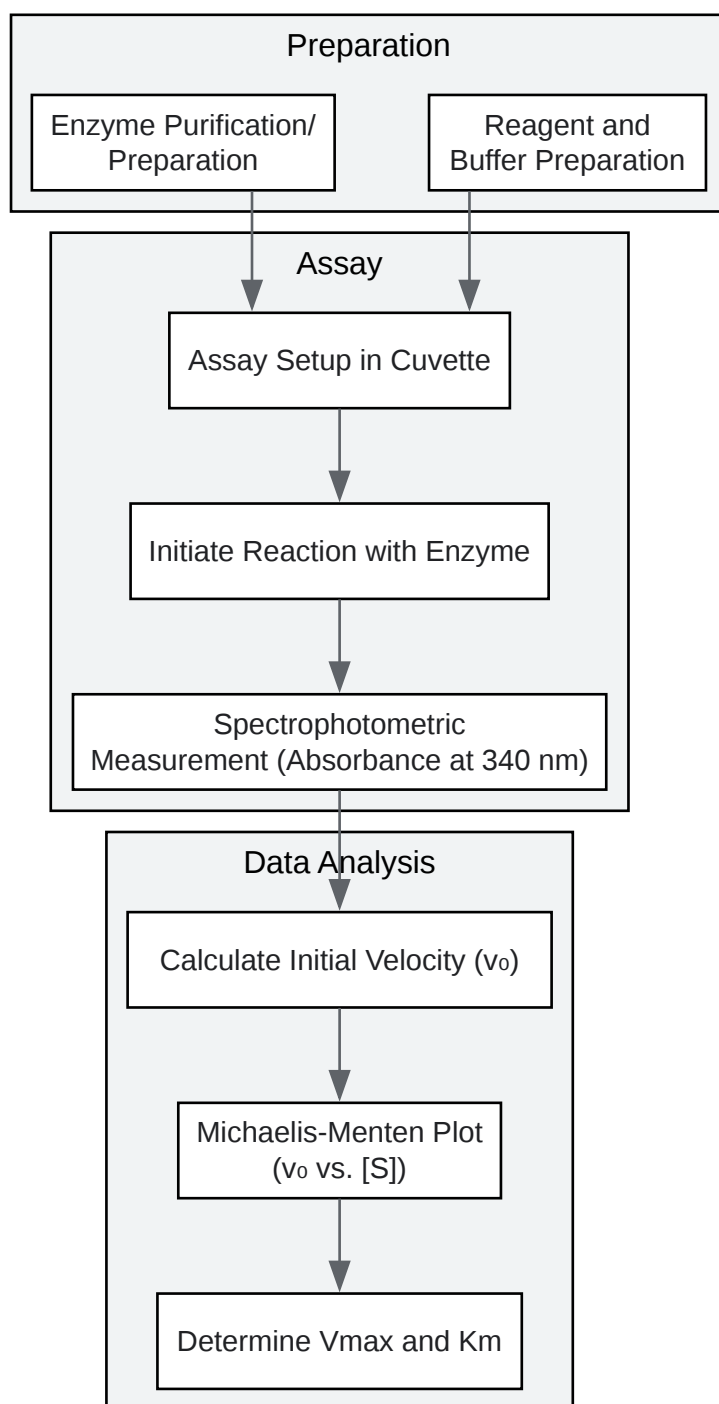 Preparation
Enzyme Purification/
Preparation
Reagent and
Buffer Preparation
Assay
Assay Setup in Cuvette
Initiate Reaction with Enzyme
Spectrophotometric
Measurement (Absorbance at 340 nm)
Data Analysis
Calculate Initial Velocity (v₀)
Michaelis-Menten Plot
(v₀ vs. [S])
Determine Vmax and Km